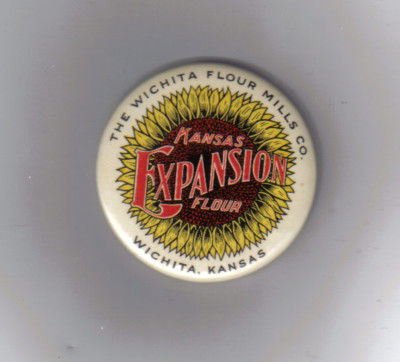 THE WICHITA FLOUR MILLS CO.
KANSAS
EXPANSION
FLOUR
WICHITA, KANSAS